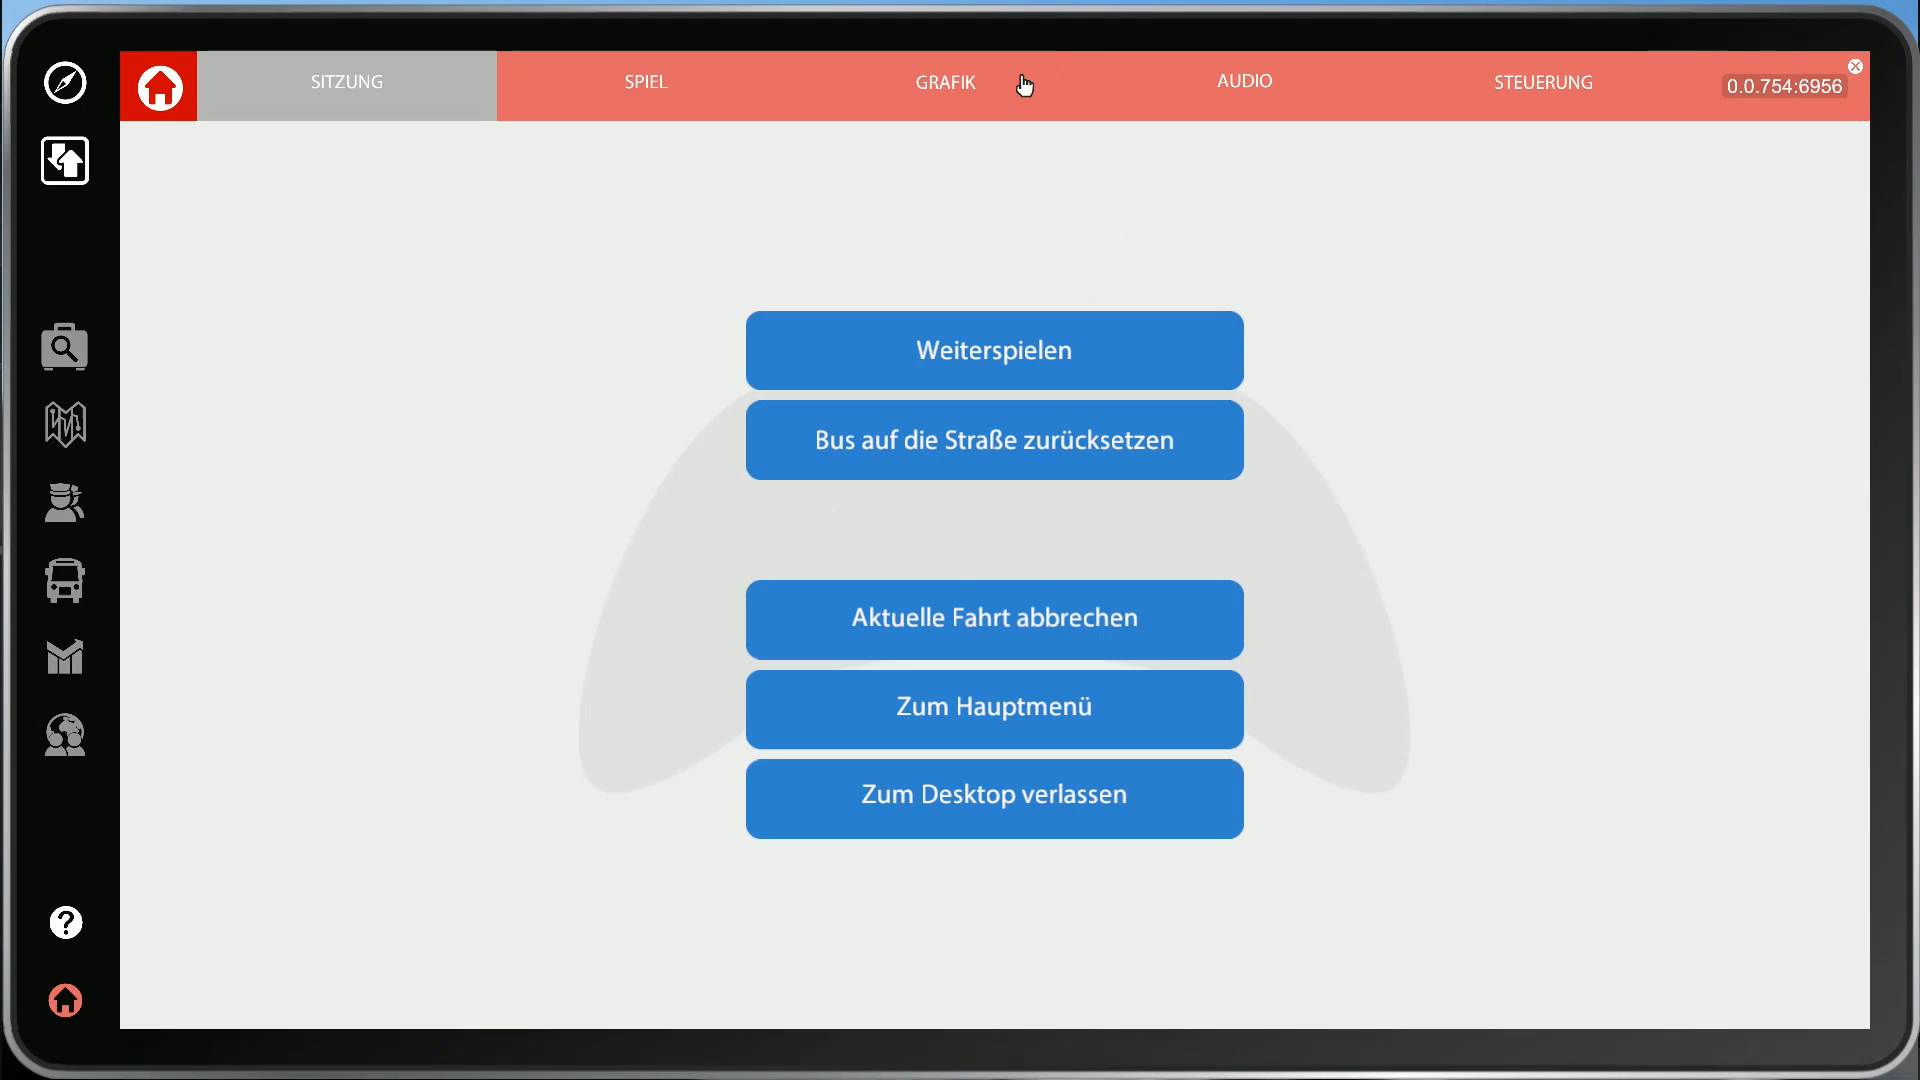 SITZUNG
SPIEL
GRAFIK
AUDIO
STEUERUNG
0.0.754:6956
Weiterspielen
Bus auf die Straße zurücksetzen
Aktuelle Fahrt abbrechen
Zum Hauptmenü
Zum Desktop verlassen
?